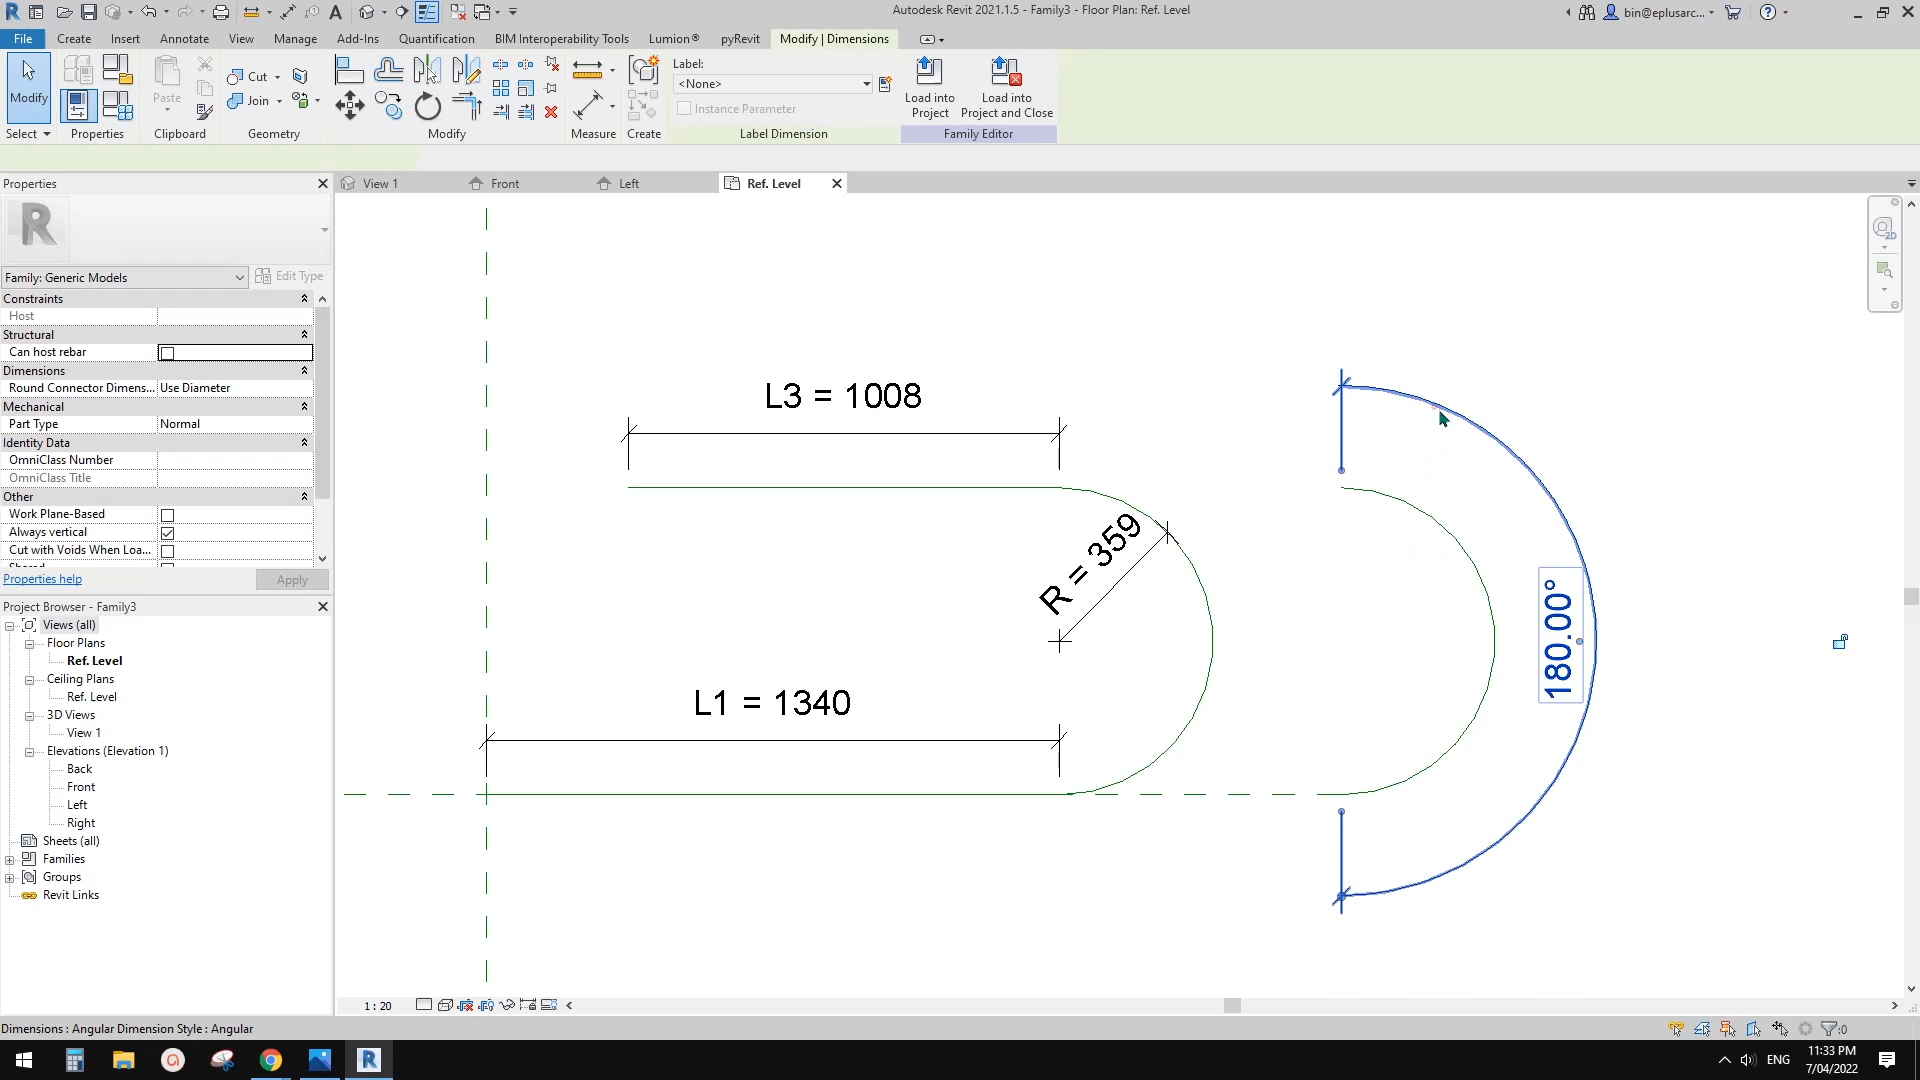 Autodesk Revit 2021.1.5 - Family3 - Floor Plan: Ref. Level
bin@eplusarc...
File Create Insert Annotate View Manage Add-Ins Quantification BIM Interoperability Tools Lumion® pyRevit Modify | Dimensions
Modify
Paste
Cut
Join
Label:
<None>
Instance Parameter
Load into Project
Load into Project and Close
Select Properties Clipboard Geometry Modify Measure Create Label Dimension Family Editor
Properties
View 1 Front Left Ref. Level
R
Family: Generic Models
Edit Type
Constraints
Host
Structural
Can host rebar
Dimensions
Round Connector Dimens... Use Diameter
Mechanical
Part Type Normal
Identity Data
OmniClass Number
OmniClass Title
Other
Work Plane-Based
Always vertical
Cut with Voids When Loa...
Shared
Properties help
Apply
Project Browser - Family3
Views (all)
Floor Plans
Ref. Level
Ceiling Plans
Ref. Level
3D Views
View 1
Elevations (Elevation 1)
Back
Front
Left
Right
Sheets (all)
Families
Groups
Revit Links
L3 = 1008
R = 359
L1 = 1340
180.00°
2D
1 : 20
Dimensions : Angular Dimension Style : Angular
:0
ENG
11:33 PM
7/04/2022